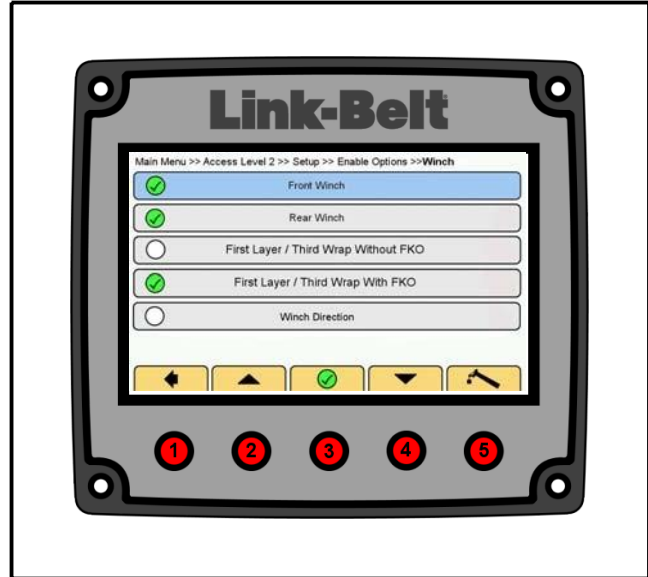 Link-Belt
Main Menu >> Access Level 2 >> Setup >> Enable Options >>Winch
Front Winch
Rear Winch
First Layer / Third Wrap Without FKO
First Layer / Third Wrap With FKO
Winch Direction
1 2 3 4 5